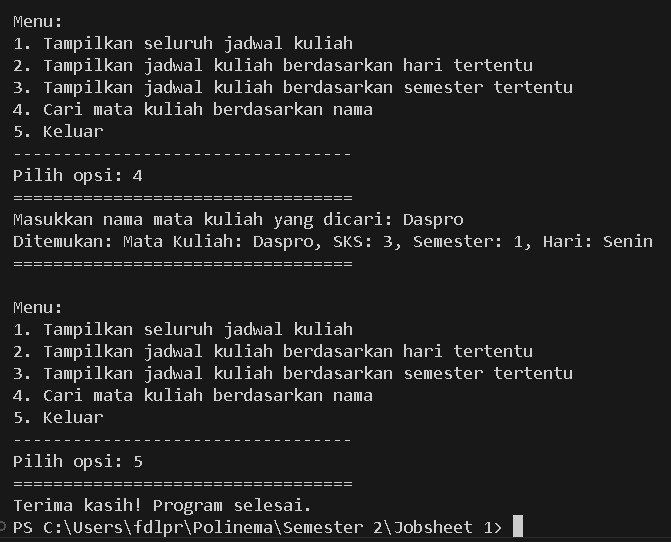 Menu:
1. Tampilkan seluruh jadwal kuliah
2. Tampilkan jadwal kuliah berdasarkan hari tertentu
3. Tampilkan jadwal kuliah berdasarkan semester tertentu
4. Cari mata kuliah berdasarkan nama
5. Keluar
----------------------------------
Pilih opsi: 4
==================================
Masukkan nama mata kuliah yang dicari: Daspro
Ditemukan: Mata Kuliah: Daspro, SKS: 3, Semester: 1, Hari: Senin
==================================
Menu:
1. Tampilkan seluruh jadwal kuliah
2. Tampilkan jadwal kuliah berdasarkan hari tertentu
3. Tampilkan jadwal kuliah berdasarkan semester tertentu
4. Cari mata kuliah berdasarkan nama
5. Keluar
----------------------------------
Pilih opsi: 5
==================================
Terima kasih! Program selesai.
PS C:\Users\fdlpr\Polinema\Semester 2\Jobsheet 1>